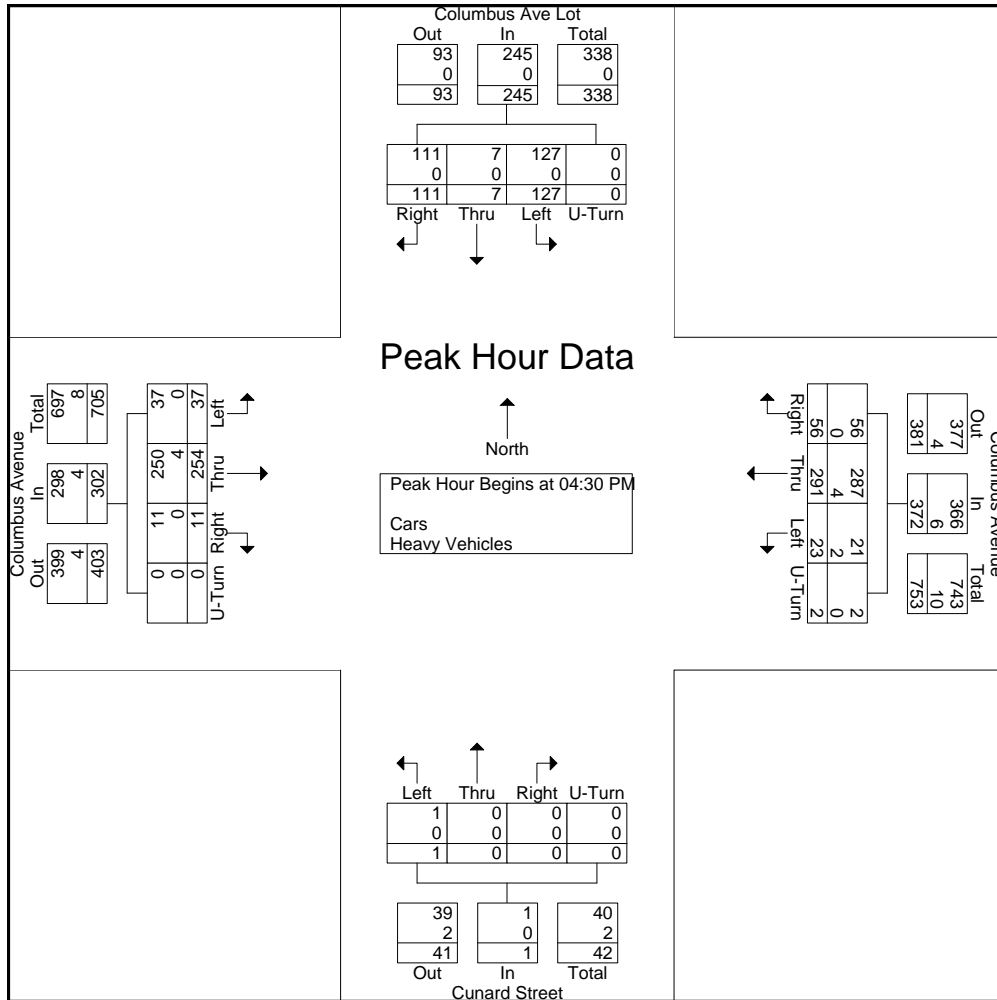 Columbus Ave Lot
Out In Total
93 245 338
0 0 0
93 245 338
111 7 127 0
0 0 0 0
111 7 127 0
Right Thru Left U-Turn
Peak Hour Data
North
Peak Hour Begins at 04:30 PM
Cars
Heavy Vehicles
Columbus Avenue
Out In Total
399 298 697
4 4 8
403 302 705
U-Turn Right Thru Left
0 11 250 37
0 0 4 0
0 11 254 37
Columbus Avenue
Out In Total
377 366 743
4 6 10
381 372 753
56 287 21 2
0 4 2 0
56 291 23 2
Right Thru Left U-Turn
Left Thru Right U-Turn
1 0 0 0
0 0 0 0
1 0 0 0
39 1 40
2 0 2
41 1 42
Out In Total
Cunard Street